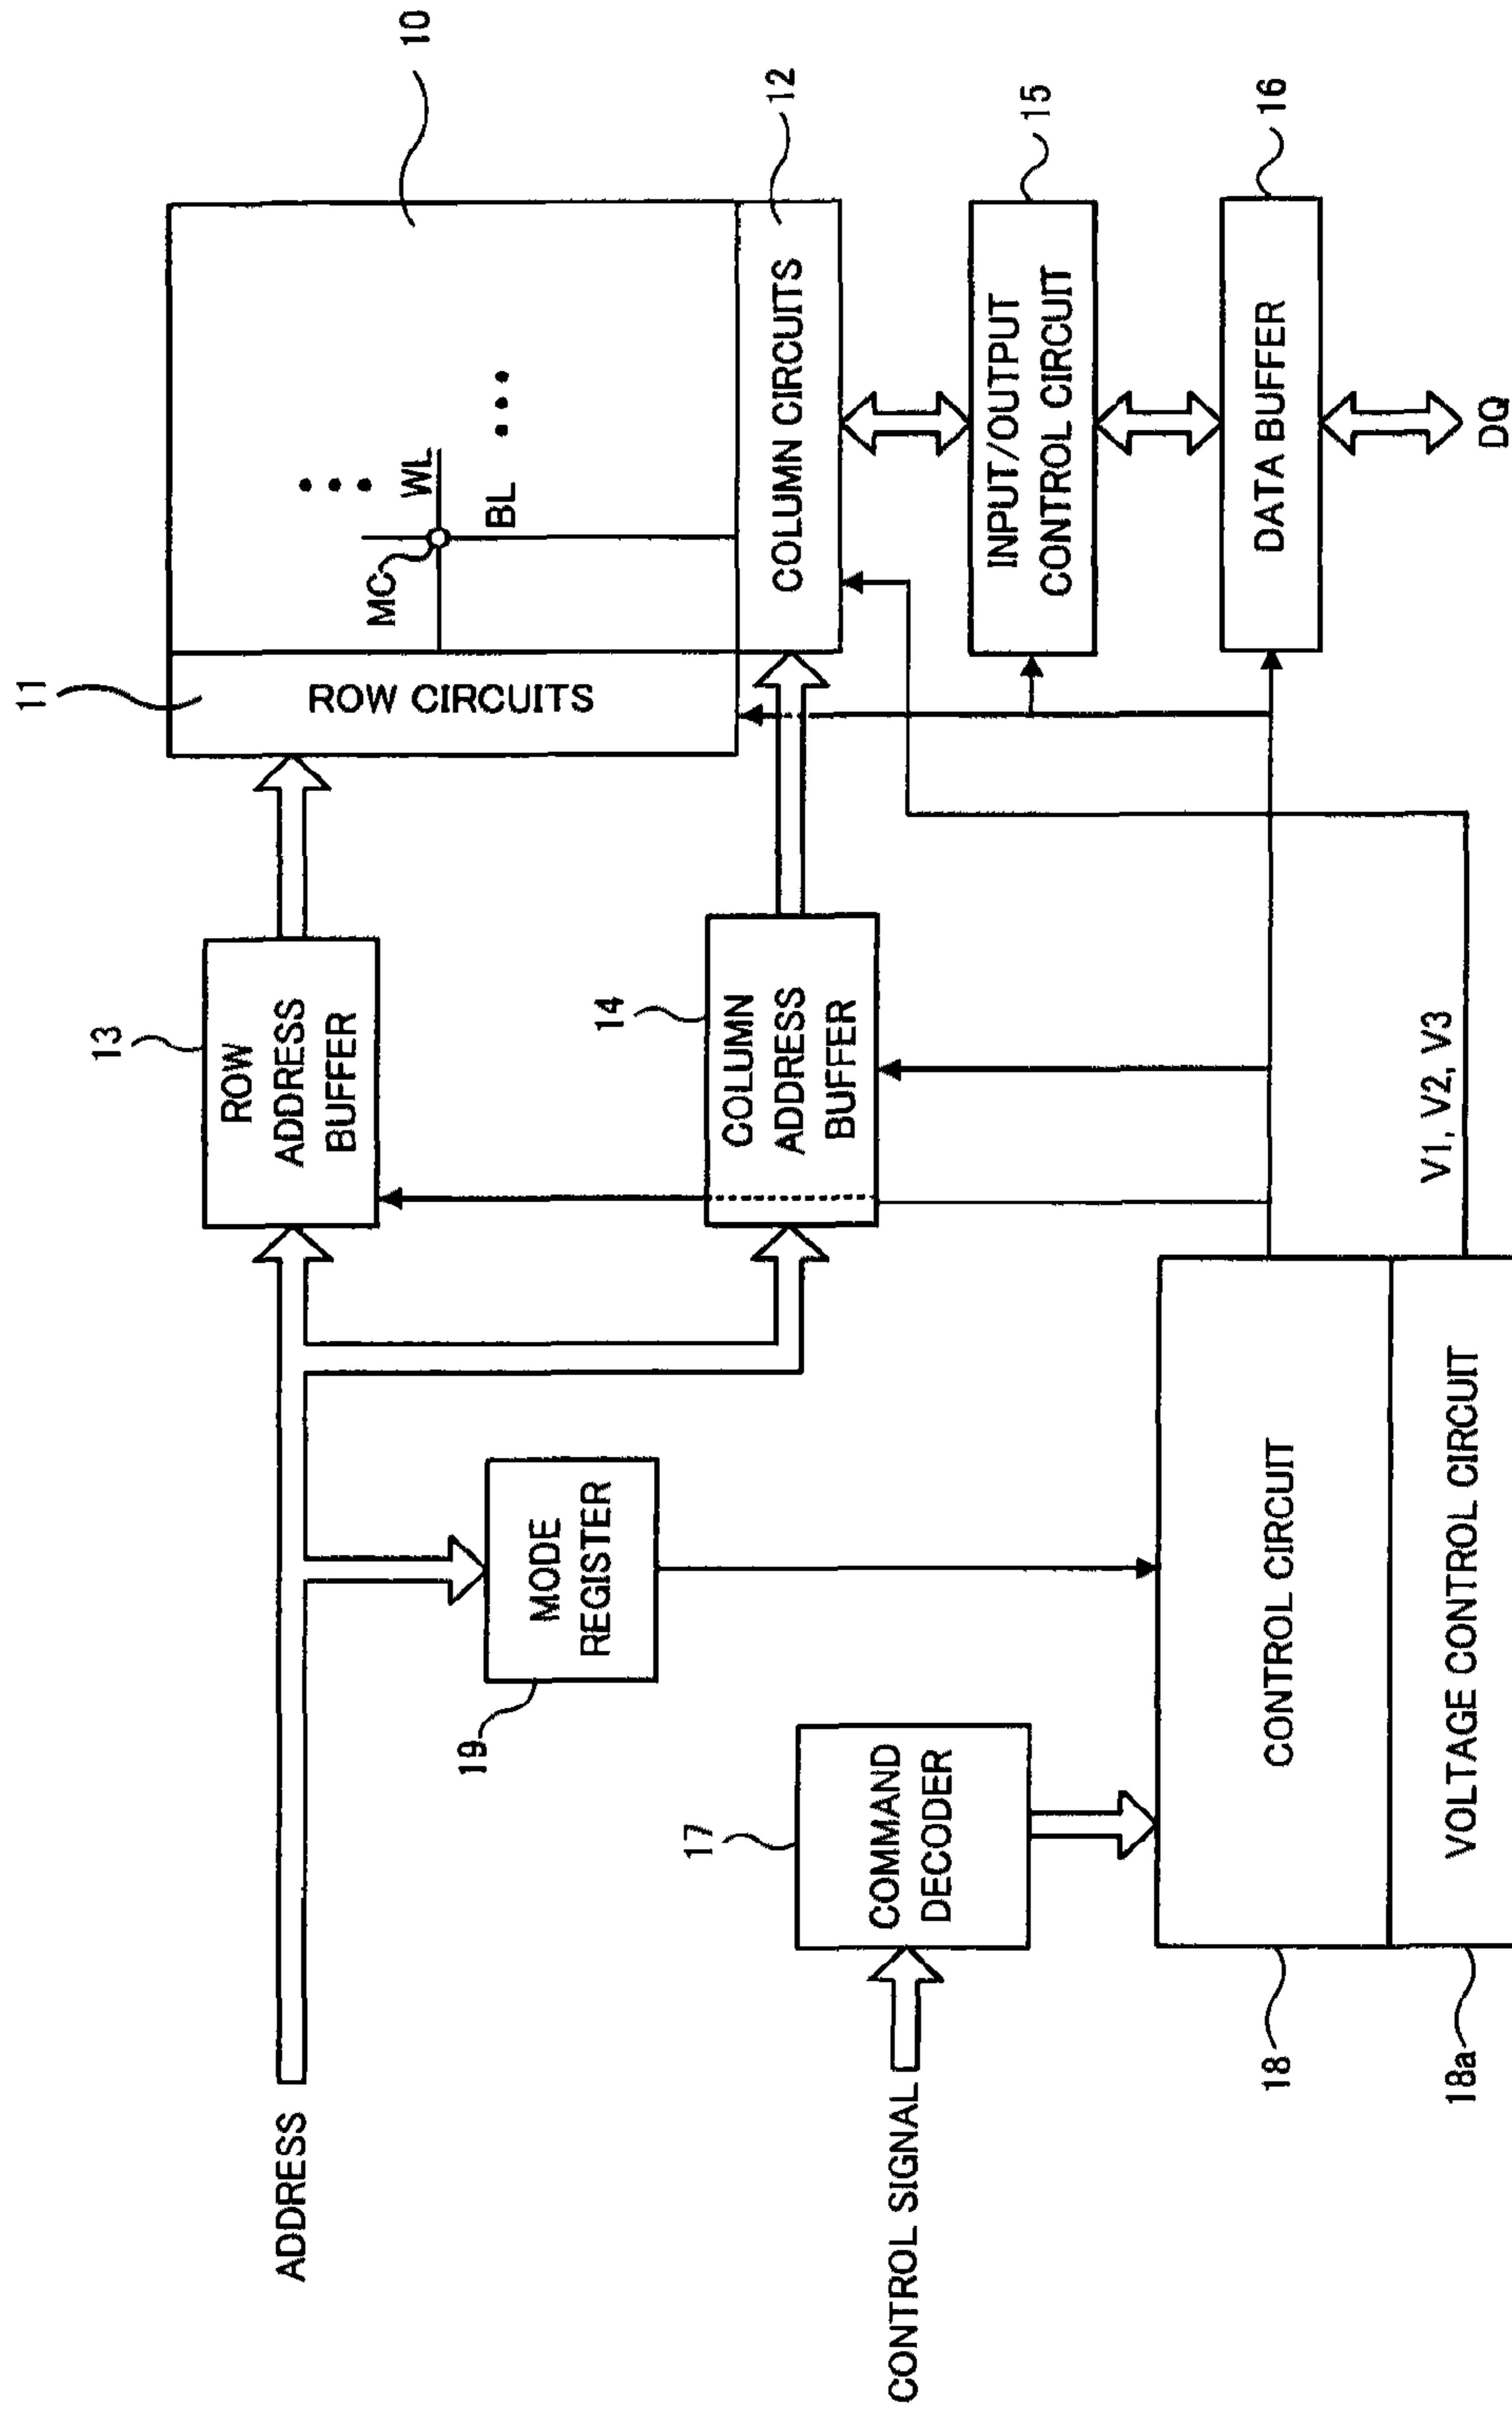 ADDRESS
13
ROW
ADDRESS
BUFFER
11
ROW CIRCUITS
10
MC
WL
BL
19
MODE
REGISTER
14
COLUMN
ADDRESS
BUFFER
COLUMN CIRCUITS
12
CONTROL SIGNAL
17
COMMAND
DECODER
INPUT/OUTPUT
CONTROL CIRCUIT
15
18
CONTROL CIRCUIT
DATA BUFFER
16
18a
VOLTAGE CONTROL CIRCUIT
V1, V2, V3
DQ